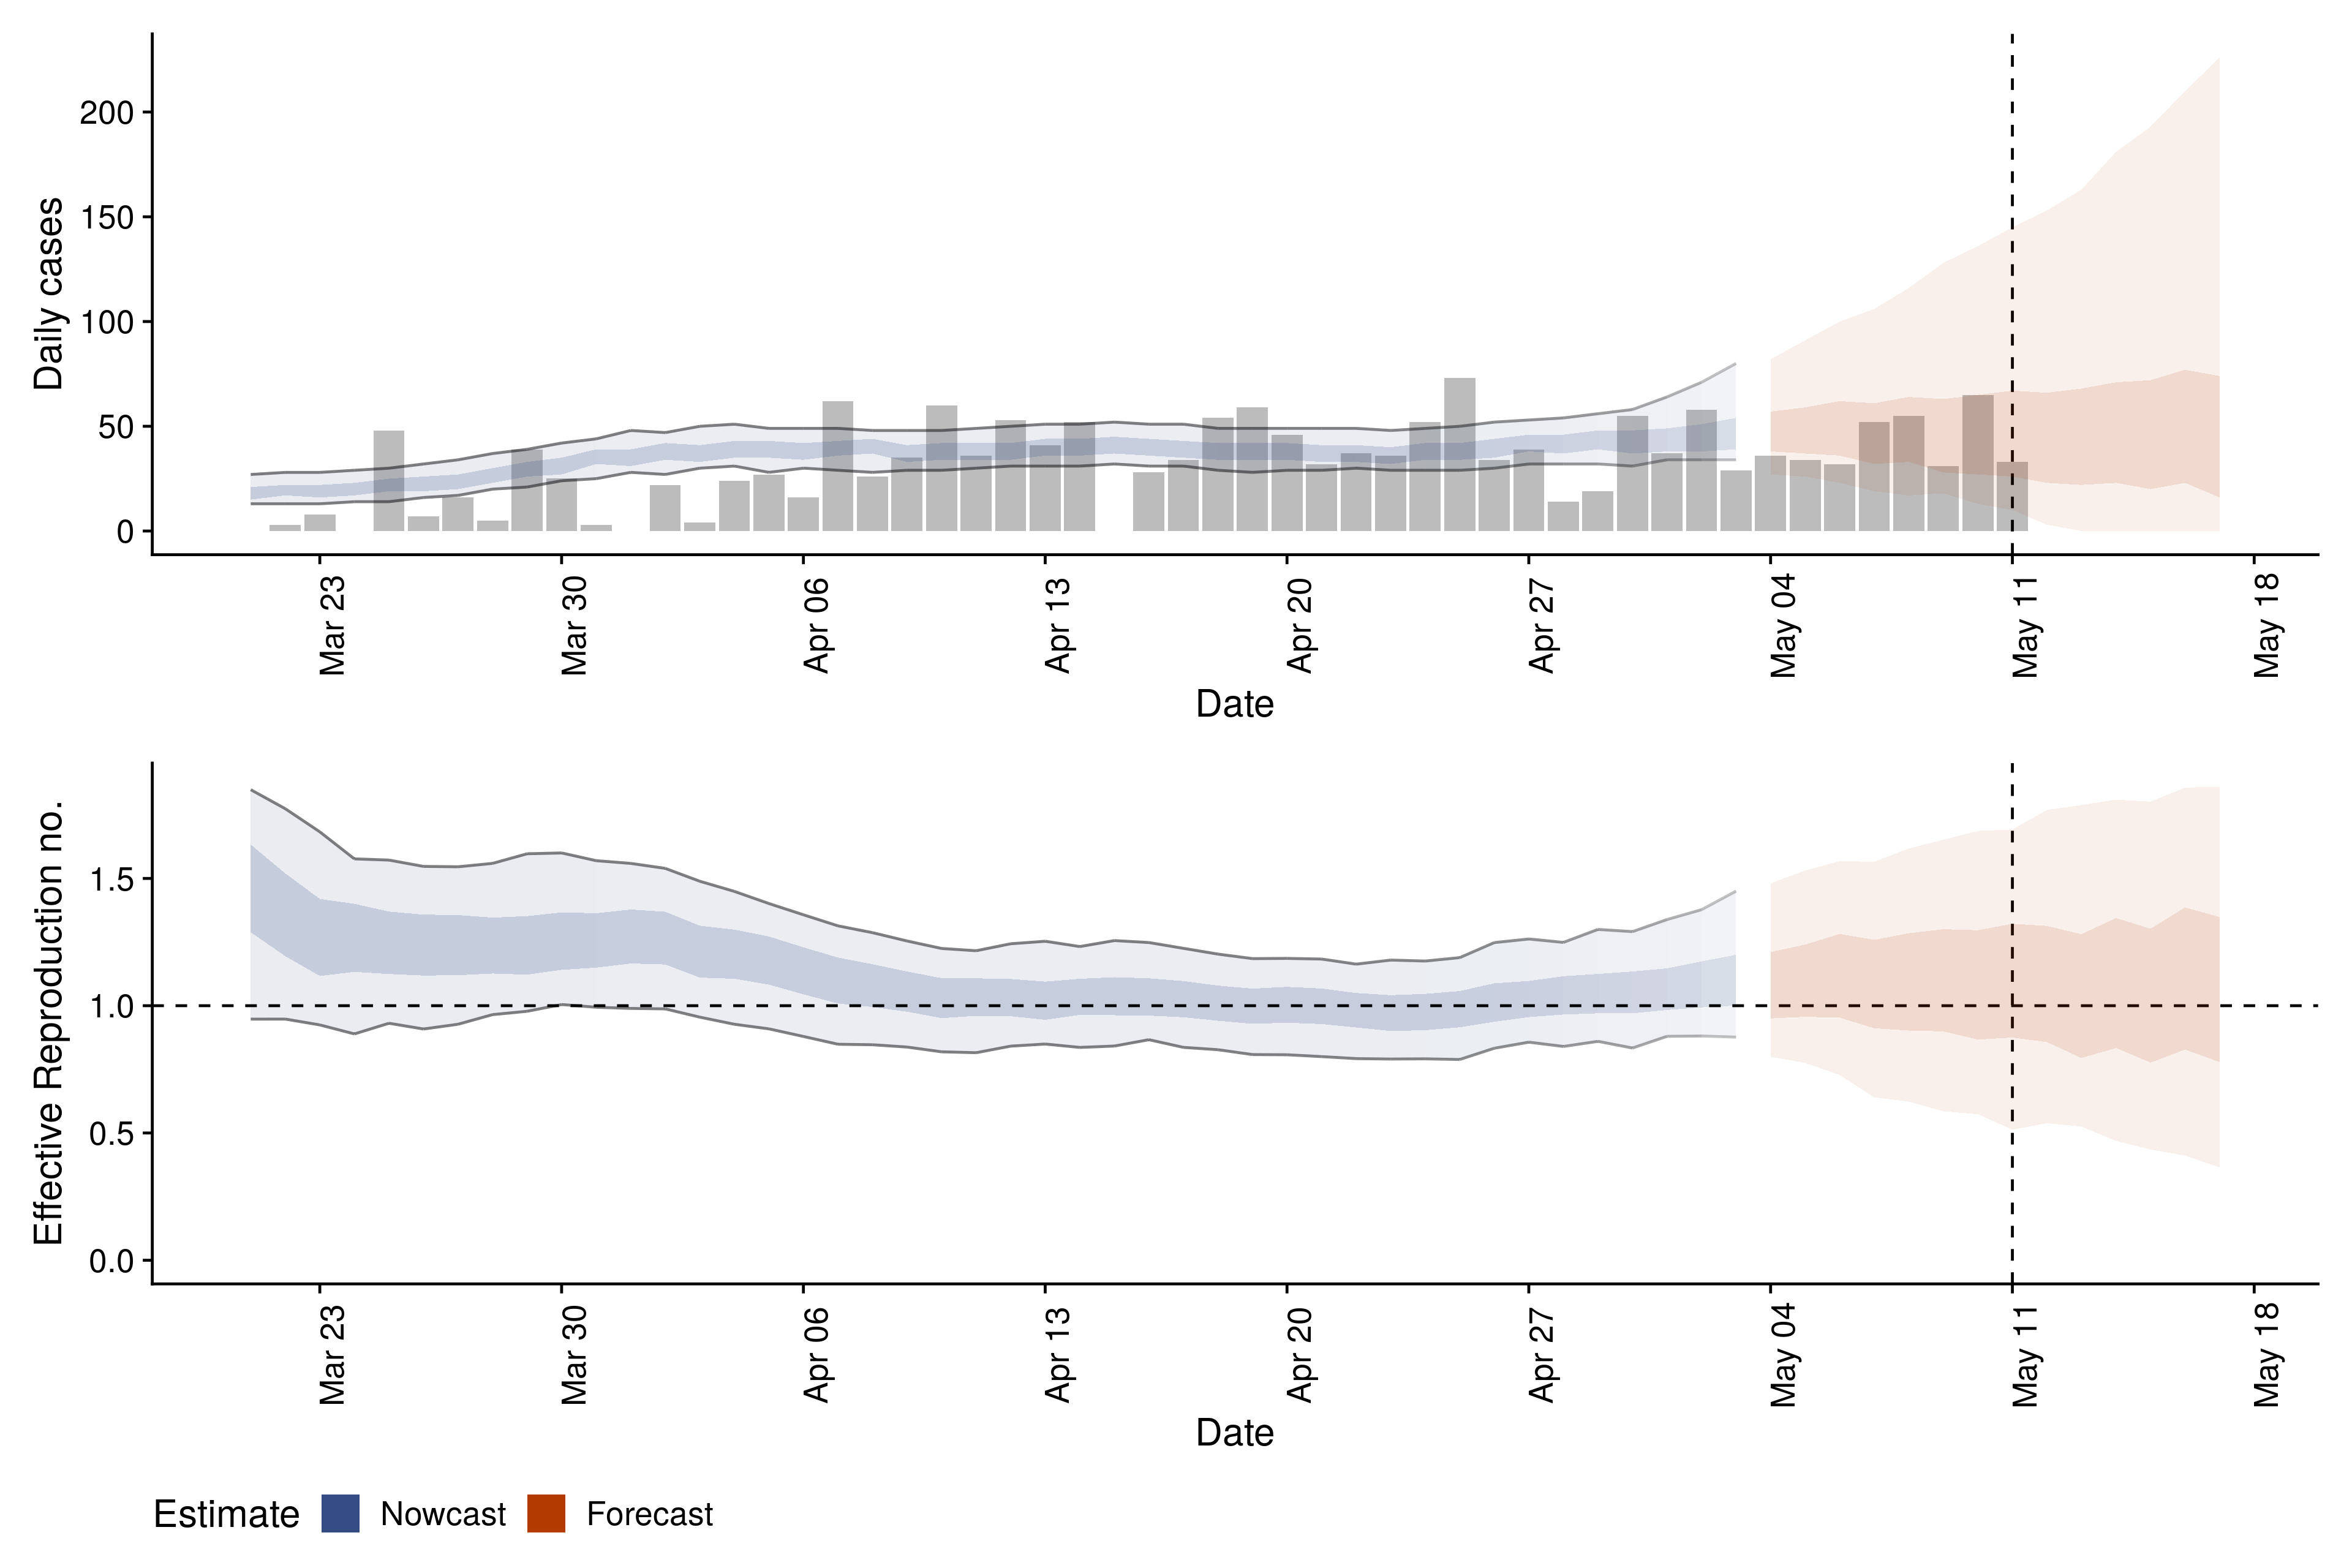 Daily cases
200
150
100
50
0
Mar 23
Mar 30
Apr 06
Apr 13
Apr 20
Apr 27
May 04
May 11
May 18
Date
Effective Reproduction no.
1.5
1.0
0.5
0.0
Mar 23
Mar 30
Apr 06
Apr 13
Apr 20
Apr 27
May 04
May 11
May 18
Date
Estimate Nowcast Forecast